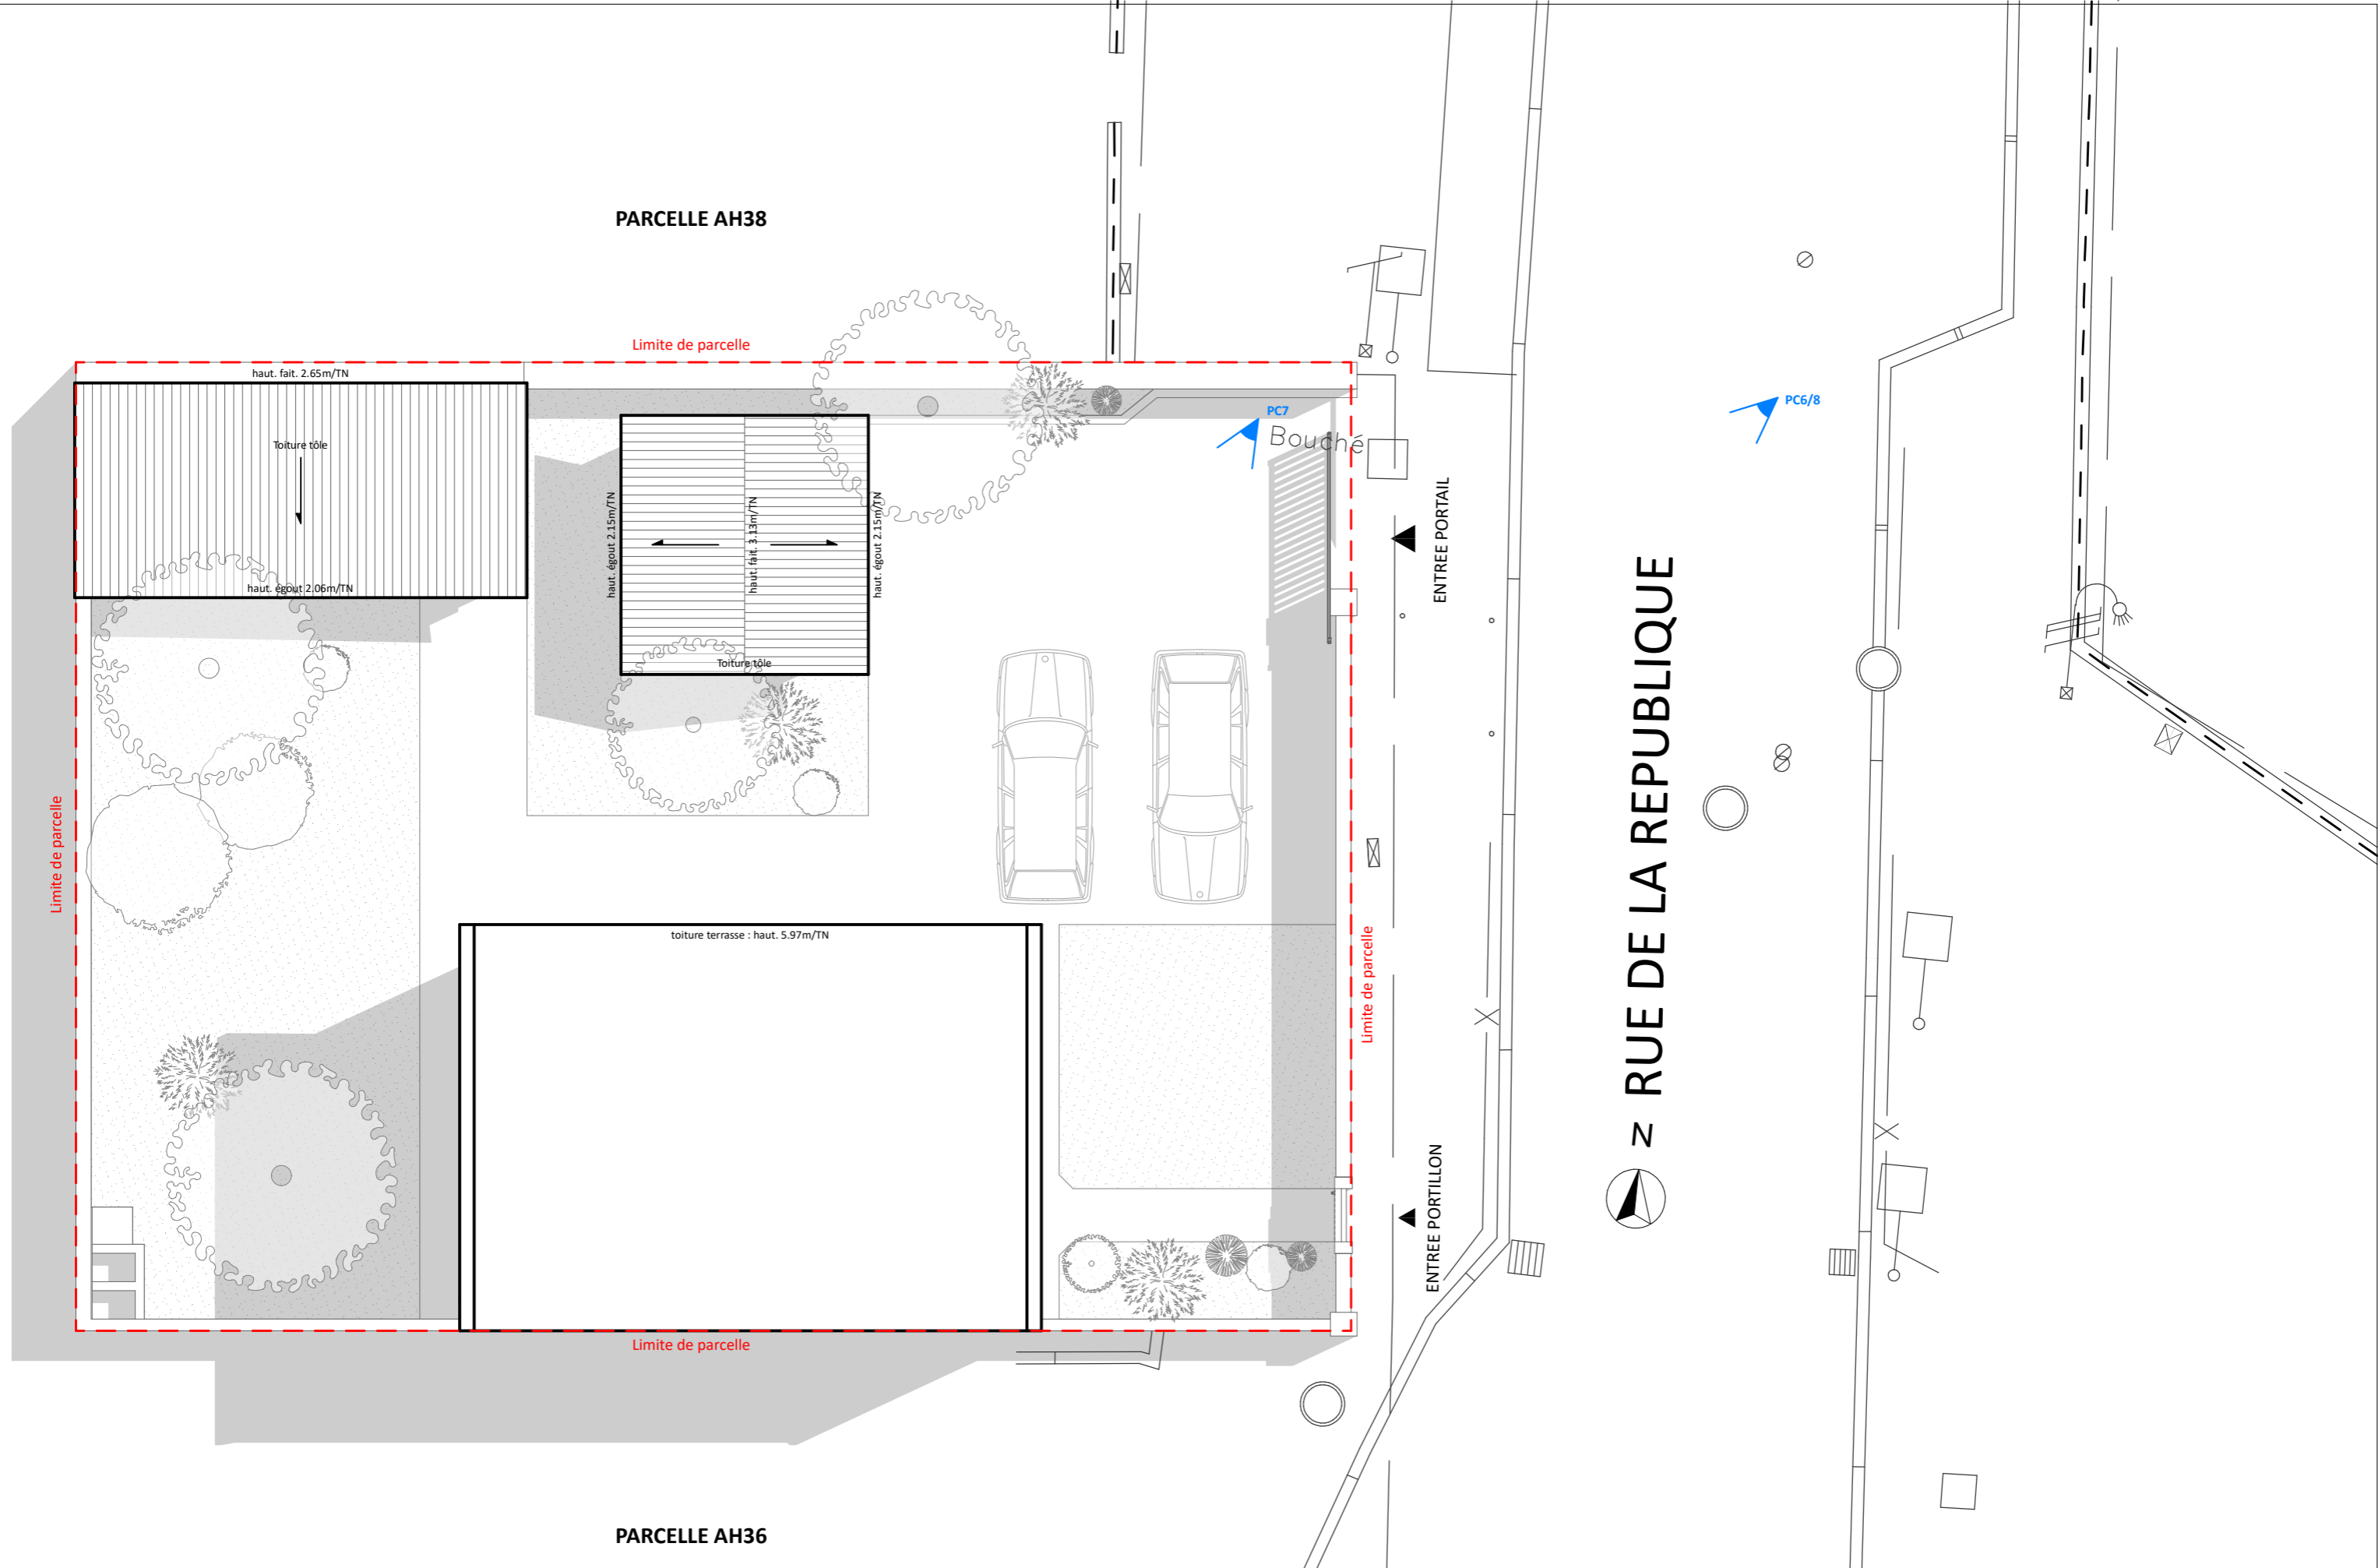 PARCELLE AH38
Limite de parcelle
haut. fait. 2.65m/TN
Toiture tôle
haut. égout 2.06m/TN
haut. égout 2.15m/TN
haut. fait. 3.13m/TN
haut. égout 2.15m/TN
Toiture tôle
PC7
Bouché
PC6/8
ENTREE PORTAIL
RUE DE LA REPUBLIQUE
Limite de parcelle
toiture terrasse : haut. 5.97m/TN
Limite de parcelle
N
ENTREE PORTILLON
Limite de parcelle
PARCELLE AH36